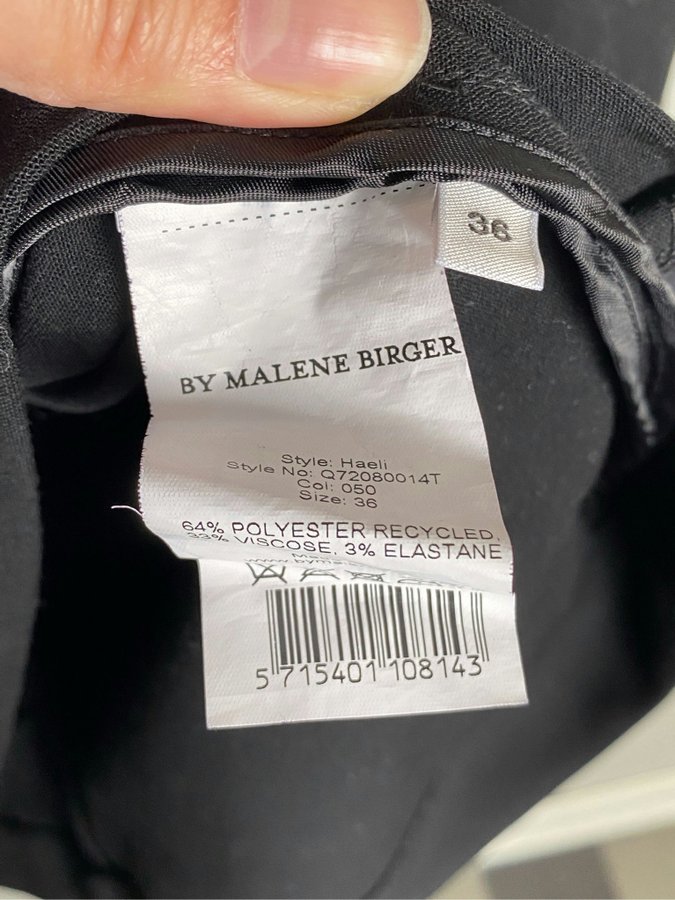 36
BY MALENE BIRGER
Style: Haeli
Style No: Q72080014T
Col: 050
Size: 36
64% POLYESTER RECYCLED,
33% VISCOSE, 3% ELASTANE
5 715401 108143